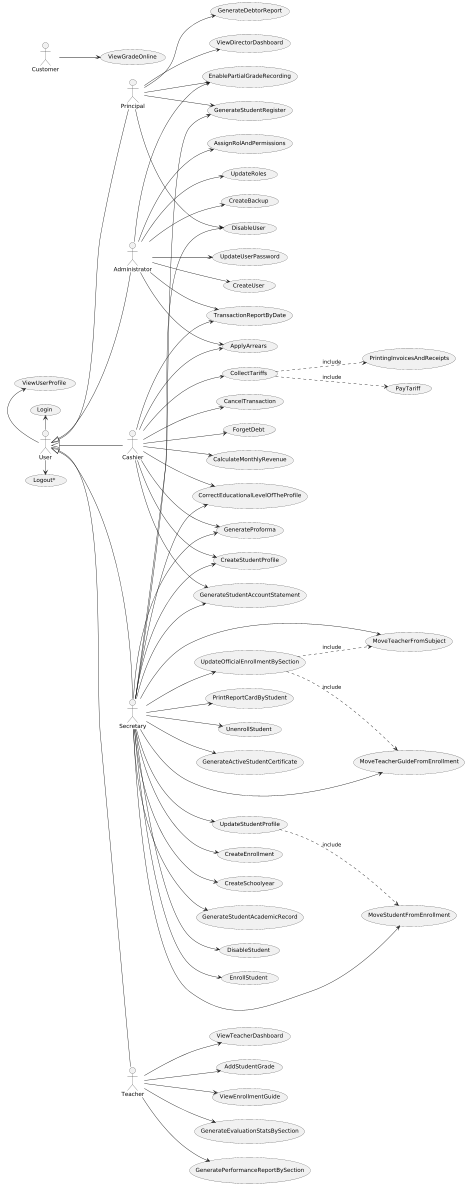 GenerateDebtorReport
ViewDirectorDashboard
Customer
ViewGradeOnline
EnablePartialGradeRecording
Principal
GenerateStudentRegister
AssignRolAndPermissions
UpdateRoles
CreateBackup
DisableUser
Administrator
UpdateUserPassword
CreateUser
TransactionReportByDate
ApplyArrears
include
PrintingInvoicesAndReceipts
CollectTariffs
include
PayTariff
ViewUserProfile
CancelTransaction
Login
ForgetDebt
User
Cashier
CalculateMonthlyRevenue
Logout*
CorrectEducationalLevelOfTheProfile
GenerateProforma
CreateStudentProfile
GenerateStudentAccountStatement
MoveTeacherFromSubject
include
UpdateOfficialEnrollmentBySection
include
PrintReportCardByStudent
Secretary
UnenrollStudent
GenerateActiveStudentCertificate
MoveTeacherGuideFromEnrollment
UpdateStudentProfile
include
CreateEnrollment
CreateSchoolyear
GenerateStudentAcademicRecord
MoveStudentFromEnrollment
DisableStudent
EnrollStudent
ViewTeacherDashboard
AddStudentGrade
Teacher
ViewEnrollmentGuide
GenerateEvaluationStatsBySection
GeneratePerformanceReportBySection